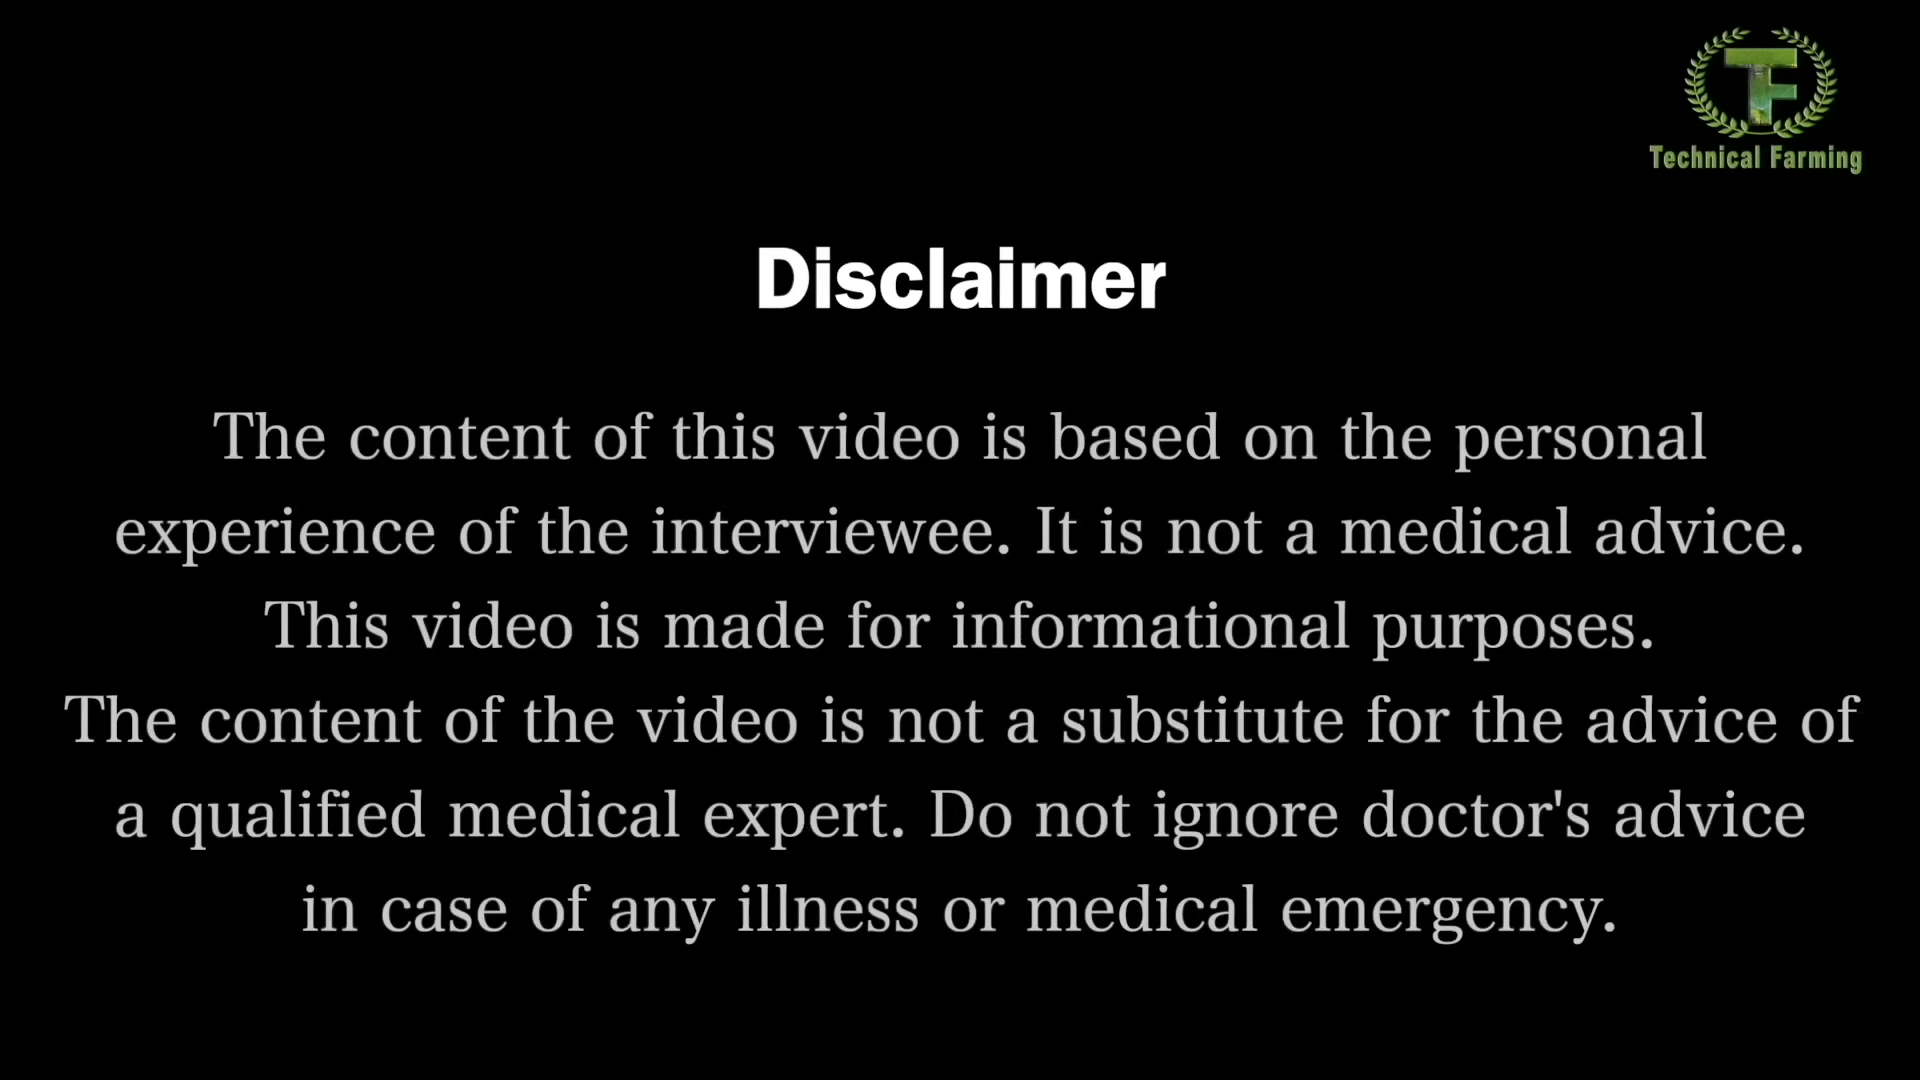 TF
Technical Farming
Disclaimer
The content of this video is based on the personal
experience of the interviewee. It is not a medical advice.
This video is made for informational purposes.
The content of the video is not a substitute for the advice of
a qualified medical expert. Do not ignore doctor's advice
in case of any illness or medical emergency.